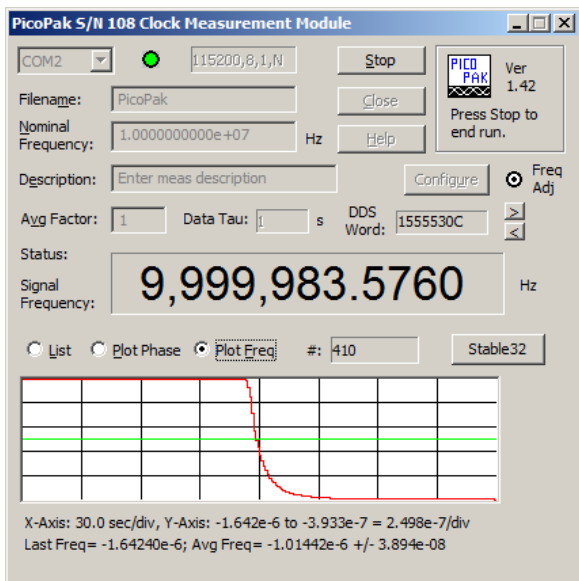 PicoPak S/N 108 Clock Measurement Module
COM2 115200,8,1,N Stop
PICO PAK Ver 1.42
Filename: PicoPak Close
Press Stop to end run.
Nominal Frequency: 1.0000000000e+07 Hz Help
Description: Enter meas description Configure Freq Adj
Avg Factor: 1 Data Tau: 1 s DDS Word: 1555530C > <
Status:
Signal Frequency: 9,999,983.5760 Hz
List Plot Phase Plot Freq #: 410 Stable32
X-Axis: 30.0 sec/div, Y-Axis: -1.642e-6 to -3.933e-7 = 2.498e-7/div
Last Freq= -1.64240e-6; Avg Freq= -1.01442e-6 +/- 3.894e-08